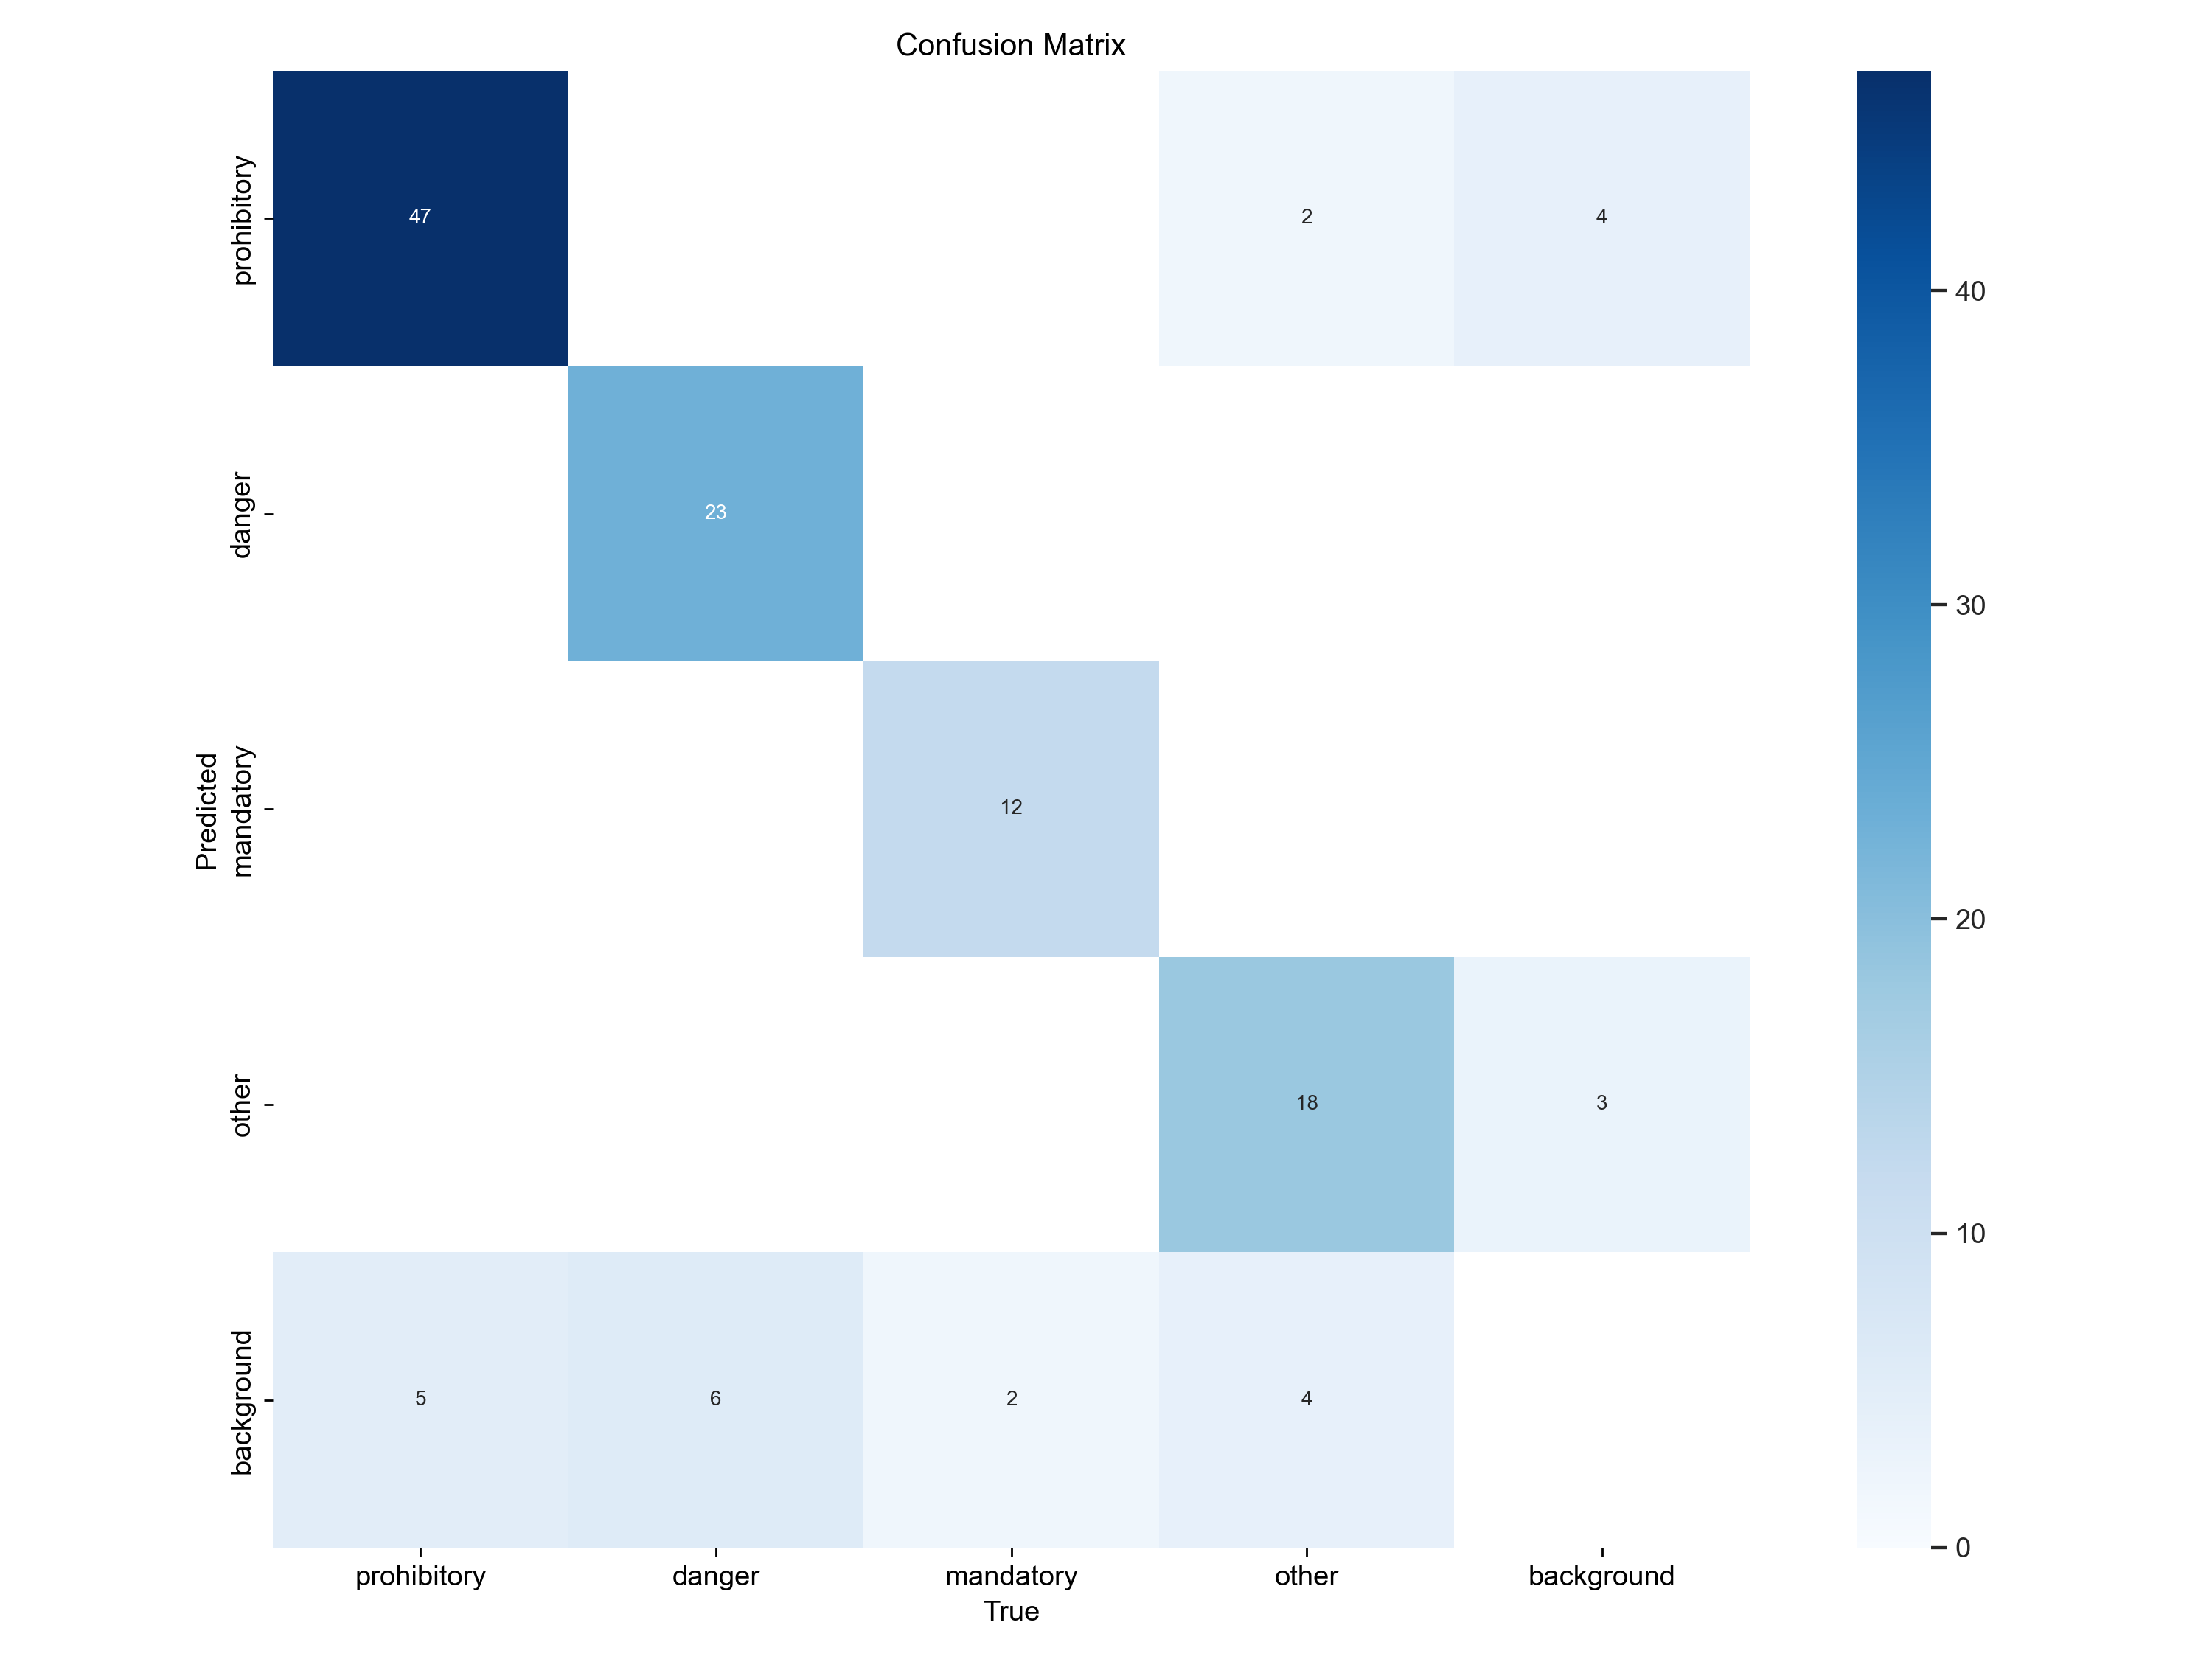 Confusion Matrix
prohibitory
47
2
4
40
danger
23
30
Predicted
mandatory
12
20
other
18
3
10
background
5
6
2
4
0
prohibitory
danger
mandatory
other
background
True